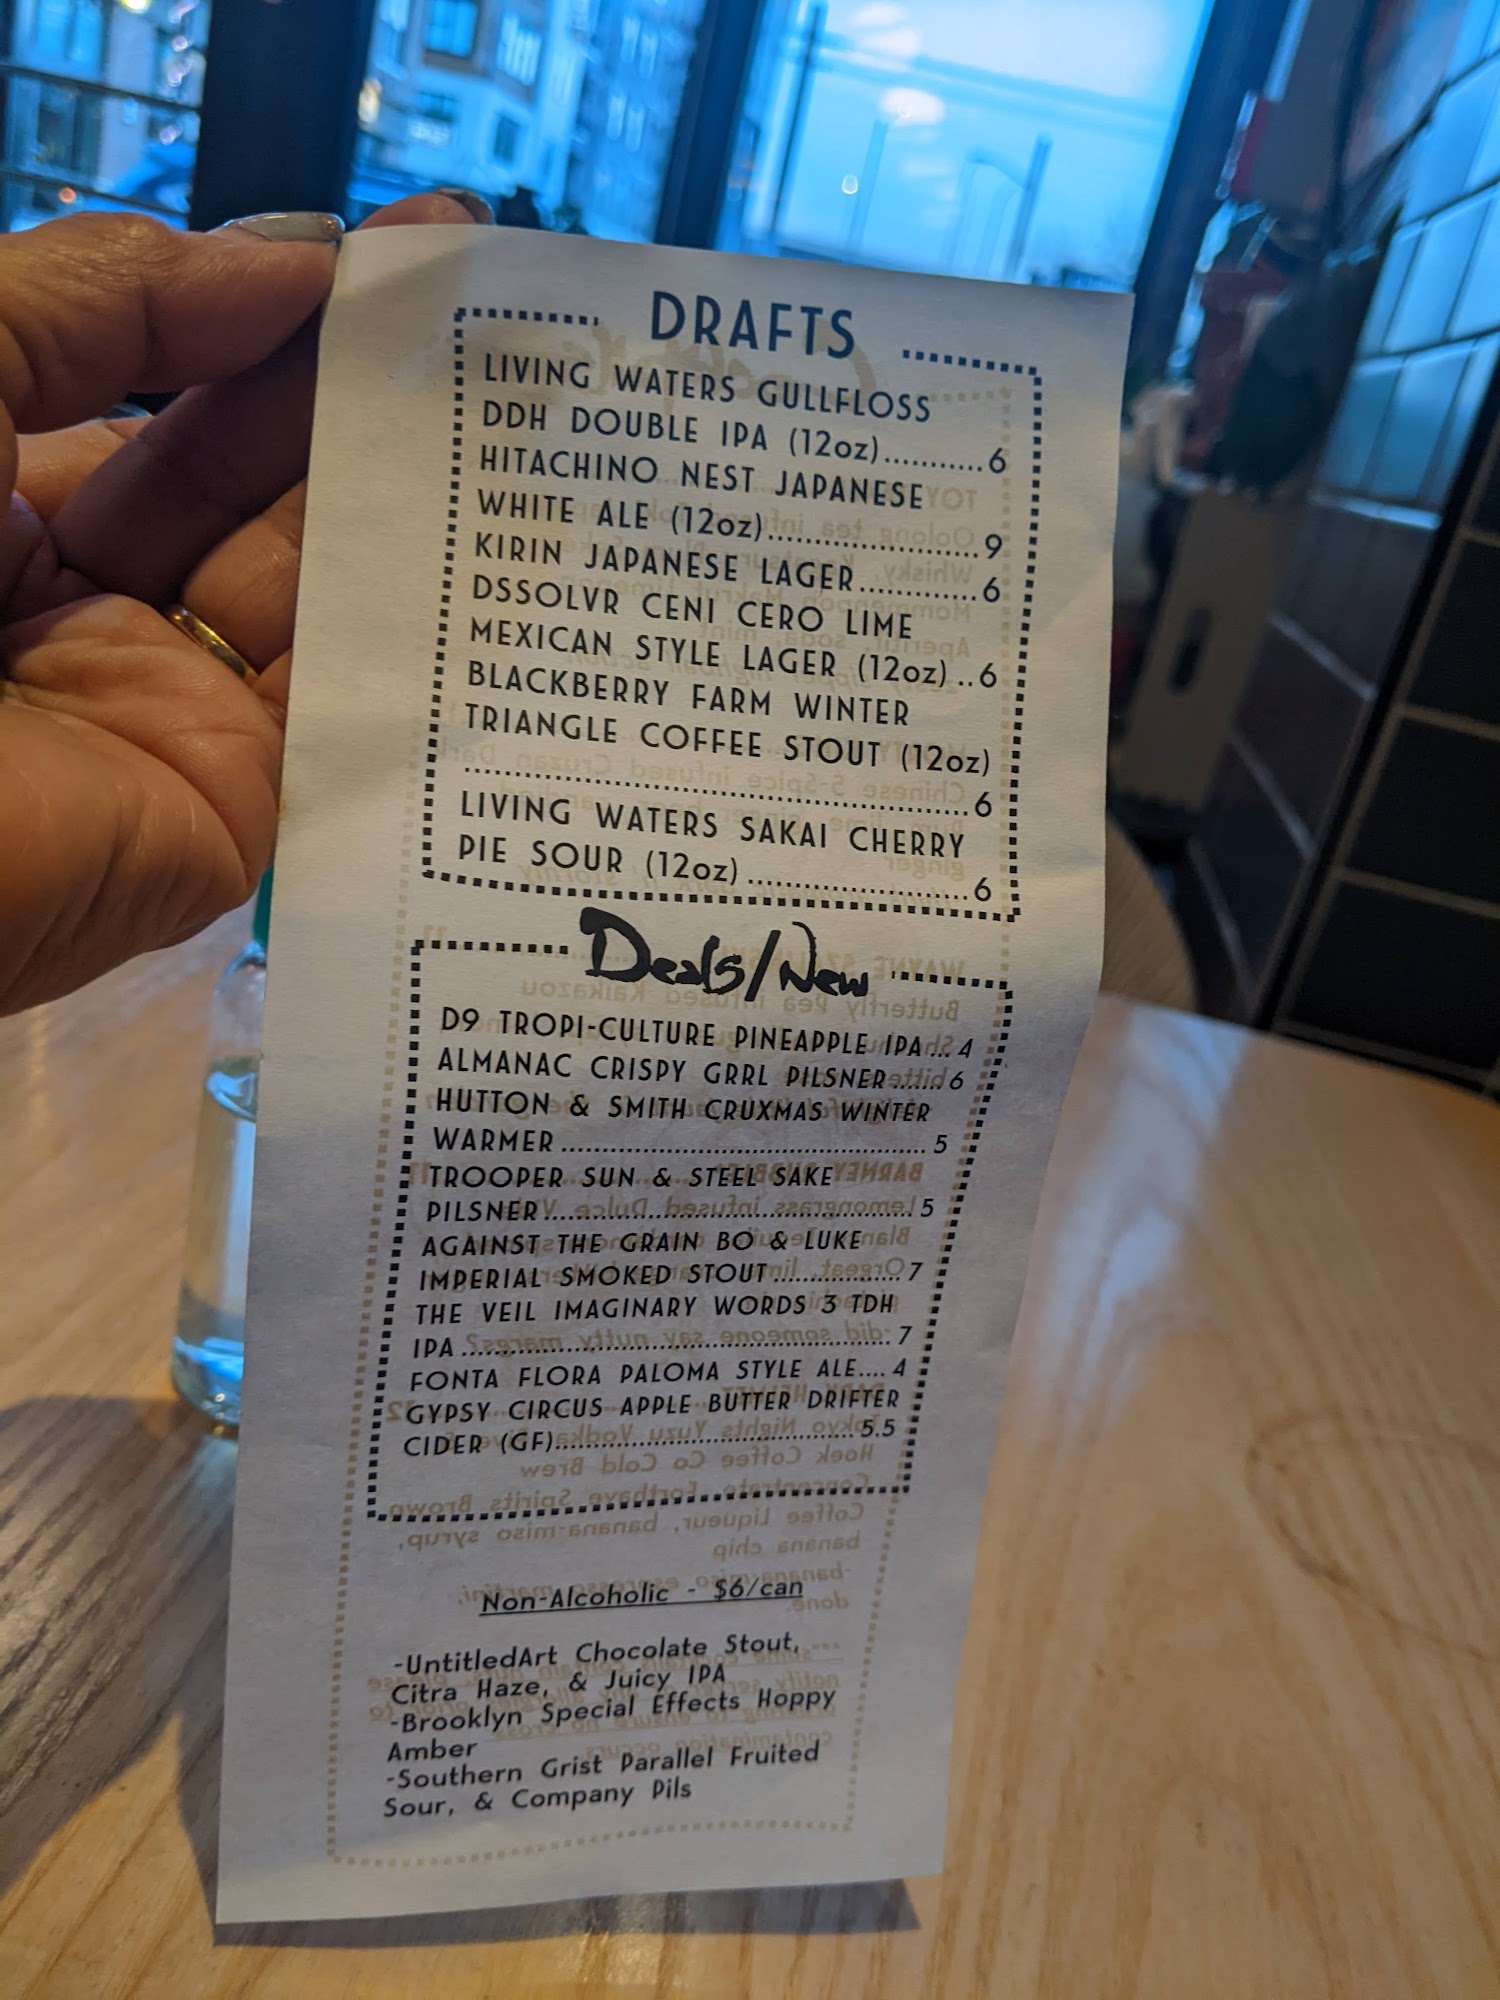 DRAFTS
LIVING WATERS GULLFLOSS
DDH DOUBLE IPA (12oz)...........6
HITACHINO NEST JAPANESE
WHITE ALE (12oz).......................9
KIRIN JAPANESE LAGER.............6
DSSOLVR CENI CERO LIME
MEXICAN STYLE LAGER (12oz)..6
BLACKBERRY FARM WINTER
TRIANGLE COFFEE STOUT (12oz)
.......................................................6
LIVING WATERS SAKAI CHERRY
PIE SOUR (12oz)........................6
Deals/New
D9 TROPI-CULTURE PINEAPPLE IPA...4
ALMANAC CRISPY GRRL PILSNER.......6
HUTTON & SMITH CRUXMAS WINTER
WARMER..................................................5
TROOPER SUN & STEEL SAKE
PILSNER...................................................5
AGAINST THE GRAIN BO & LUKE
IMPERIAL SMOKED STOUT..................7
THE VEIL IMAGINARY WORDS 3 TDH
IPA...........................................................7
FONTA FLORA PALOMA STYLE ALE....4
GYPSY CIRCUS APPLE BUTTER DRIFTER
CIDER (GF)..........................................5.5
Non-Alcoholic - $6/can
-UntitledArt Chocolate Stout,
Citra Haze, & Juicy IPA
-Brooklyn Special Effects Hoppy
Amber
-Southern Grist Parallel Fruited
Sour, & Company Pils